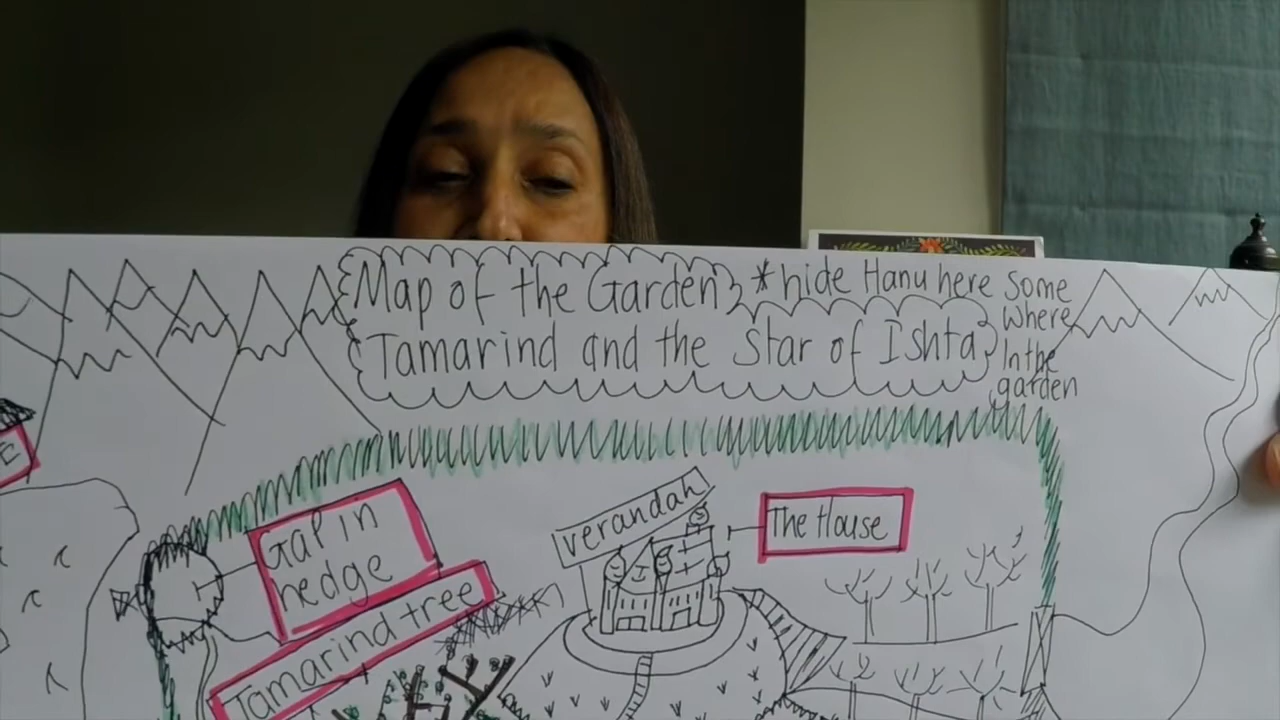 Map of the Garden
Tamarind and the Star of Ishta
*hide Hanu here some
where
In the
garden
E
Gap in
hedge
Tamarind tree
verandah
The House